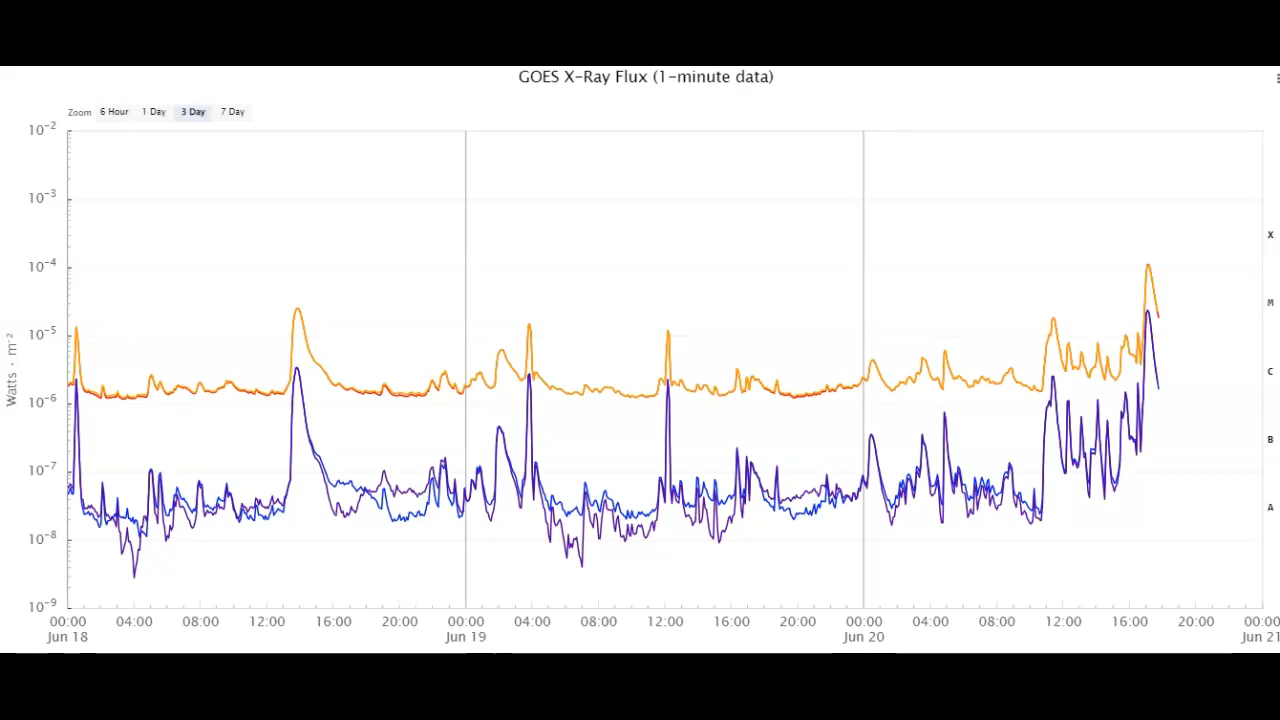 GOES X-Ray Flux (1-minute data)
Zoom 6 Hour 1 Day 3 Day 7 Day
10⁻²
10⁻³
10⁻⁴
10⁻⁵
10⁻⁶
10⁻⁷
10⁻⁸
10⁻⁹
Watts · m⁻²
X
M
C
B
A
00:00 04:00 08:00 12:00 16:00 20:00 00:00 04:00 08:00 12:00 16:00 20:00 00:00 04:00 08:00 12:00 16:00 20:00 00:00
Jun 18 Jun 19 Jun 20 Jun 21